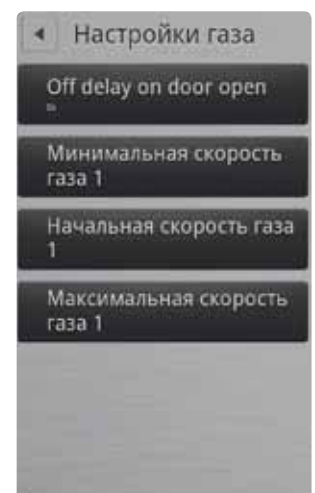 Настройки газа
Off delay on door open
Минимальная скорость
газа 1
Начальная скорость газа
1
Максимальная скорость
газа 1